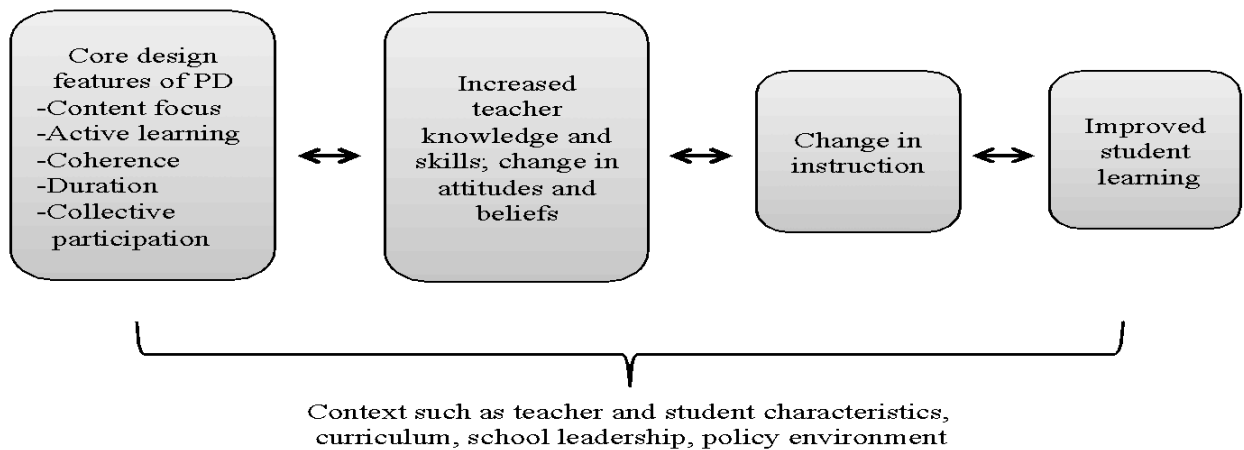 Core design
features of PD
-Content focus
-Active learning
-Coherence
-Duration
-Collective
participation
Increased
teacher
knowledge and
skills; change in
attitudes and
beliefs
Change in
instruction
Improved
student
learning
Context such as teacher and student characteristics,
curriculum, school leadership, policy environment